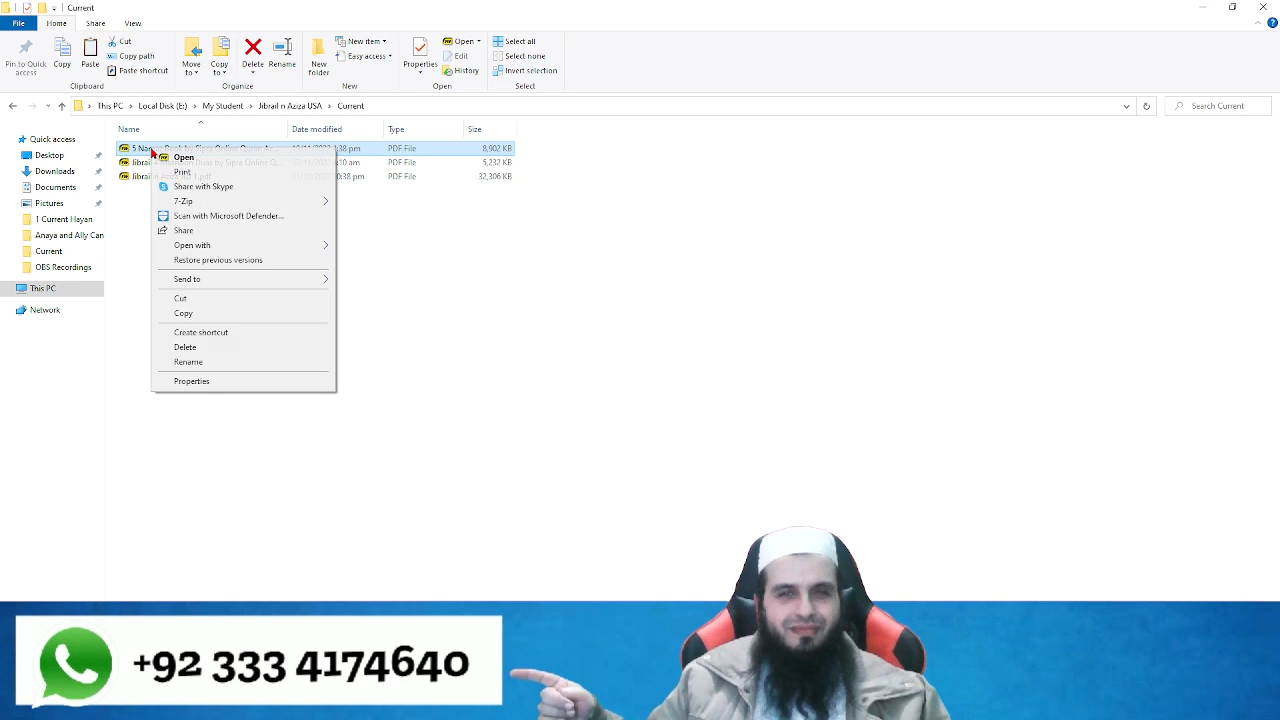 Current
File Home Share View
Pin to Quick access
Copy
Paste
Cut
Copy path
Paste shortcut
Move to
Copy to
Delete
Rename
New folder
New item
Easy access
Properties
Open
Edit
History
Select all
Select none
Invert selection
Clipboard Organize New Open Select
This PC > Local Disk (E:) > My Student > Jibrail n Aziza USA > Current
Search Current
Name Date modified Type Size
PDF File 8,902 KB
PDF File 5,232 KB
PDF File 32,306 KB
Quick access
Desktop
Downloads
Documents
Pictures
1 Current Hayan
Anaya and Ally Can
Current
OBS Recordings
This PC
Network
Open
Print
Share with Skype
7-Zip
Scan with Microsoft Defender...
Share
Open with
Restore previous versions
Send to
Cut
Copy
Create shortcut
Delete
Rename
Properties
+92 333 4174640